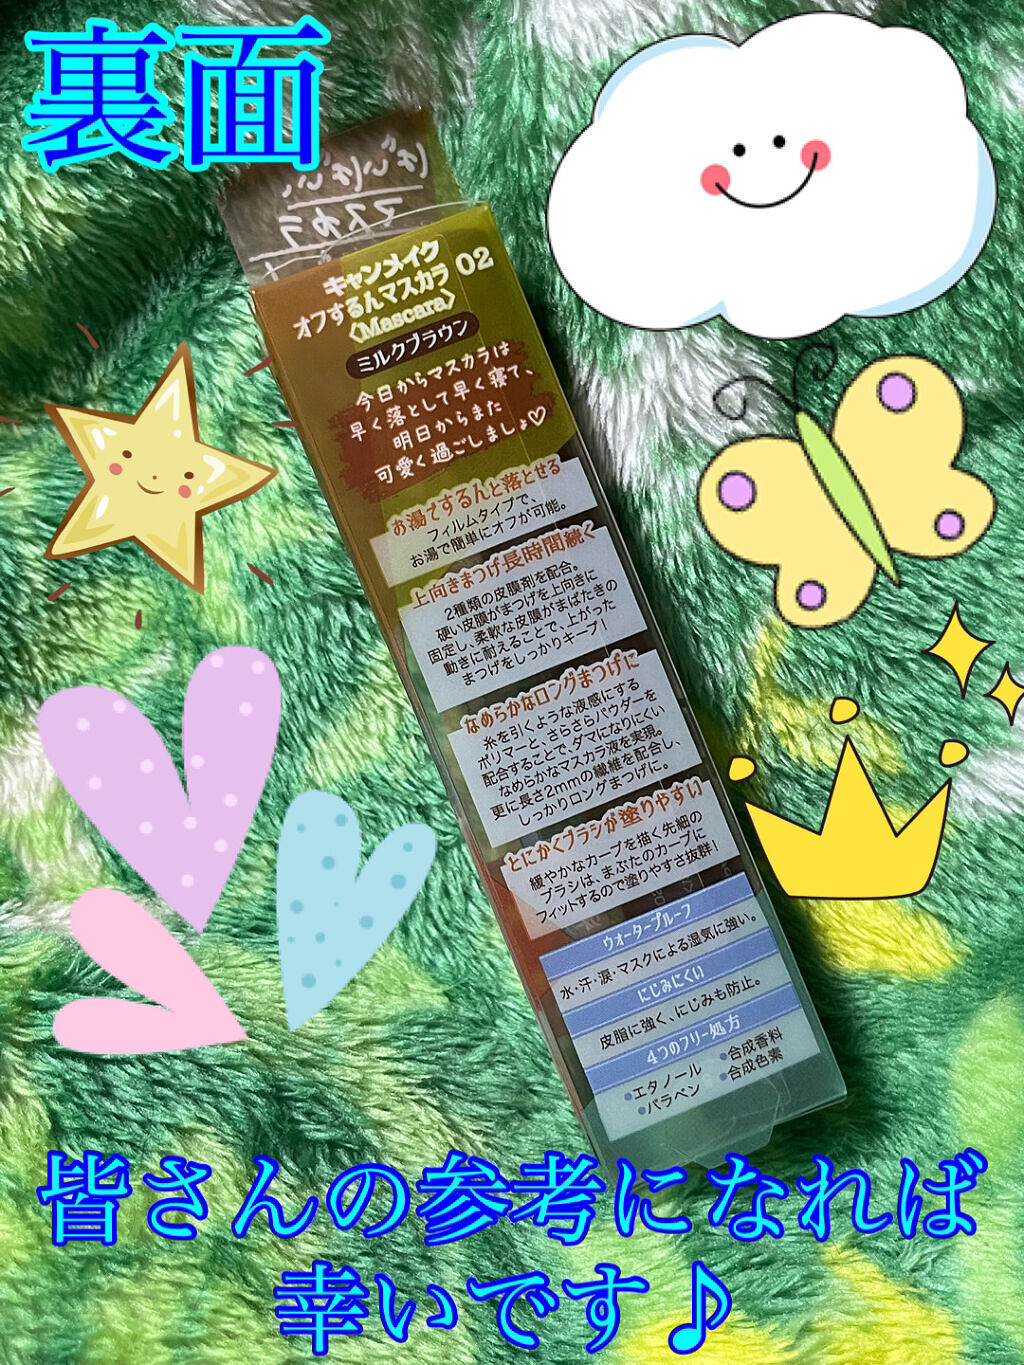 裏面
キャンメイク
オフするんマスカラ 02
〈Mascara〉
ミルクブラウン
今日からマスカラは
早く落として早く寝て、
明日からまた
可愛く過ごしましょ♡
お湯でするんと落とせる
フィルムタイプで、
お湯で簡単にオフが可能。
上向きまつげ長時間続く
2種類の皮膜剤を配合。
硬い皮膜がまつげを上向きに
固定し、柔軟な皮膜がまばたきの
動きに耐えることで、上がった
まつげをしっかりキープ!
なめらかなロングまつげに
糸を引くような液感にする
ポリマーと、さらさらパウダーを
配合することで、ダマになりにくい
なめらかなマスカラ液を実現。
更に長さ2mmの繊維を配合し、
しっかりロングまつげに。
とにかくブラシが塗りやすい
緩やかなカーブを描く先細の
ブラシは、まぶたのカーブに
フィットするので塗りやすさ抜群!
ウォータープルーフ
水・汗・涙・マスクによる湿気に強い。
にじみにくい
皮脂に強く、にじみも防止。
4つのフリー処方
●エタノール ●合成香料
●パラベン ●合成色素
皆さんの参考になれば
幸いです♪